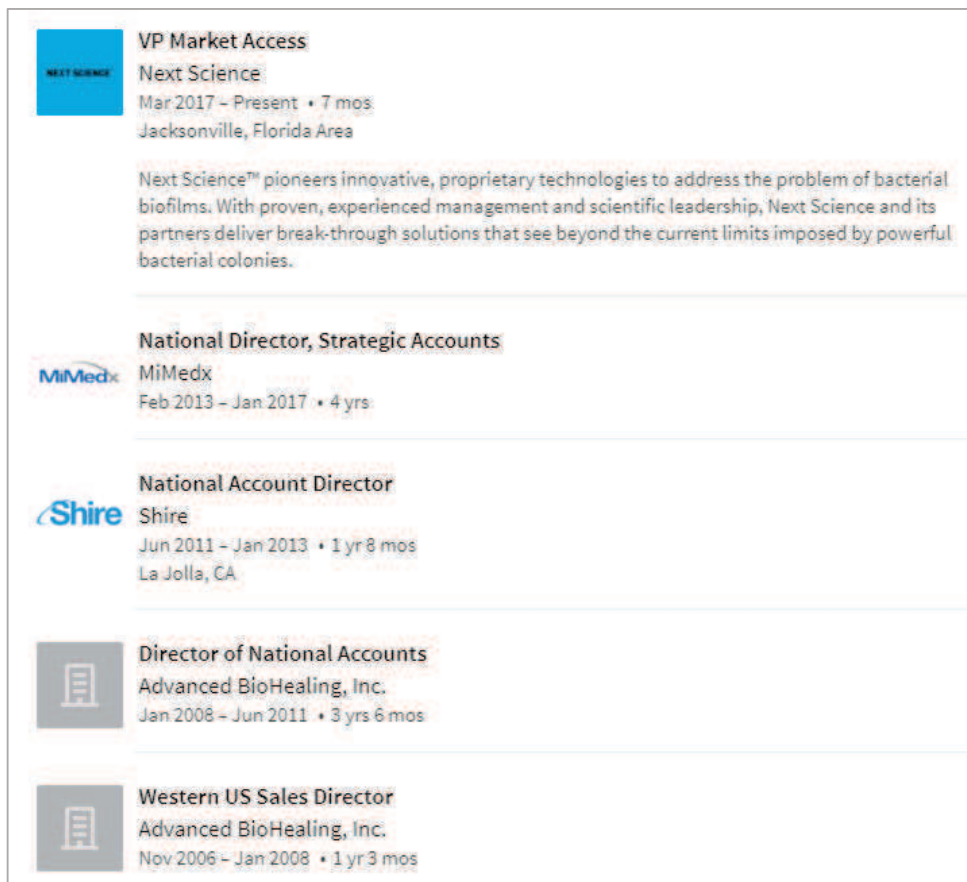 NEXT SCIENCE
VP Market Access
Next Science
Mar 2017 – Present • 7 mos
Jacksonville, Florida Area
Next Science™ pioneers innovative, proprietary technologies to address the problem of bacterial
biofilms. With proven, experienced management and scientific leadership, Next Science and its
partners deliver break-through solutions that see beyond the current limits imposed by powerful
bacterial colonies.
National Director, Strategic Accounts
MiMedx
MiMedx
Feb 2013 – Jan 2017 • 4 yrs
National Account Director
Shire
Shire
Jun 2011 – Jan 2013 • 1 yr 8 mos
La Jolla, CA
Director of National Accounts
Advanced BioHealing, Inc.
Jan 2008 – Jun 2011 • 3 yrs 6 mos
Western US Sales Director
Advanced BioHealing, Inc.
Nov 2006 – Jan 2008 • 1 yr 3 mos